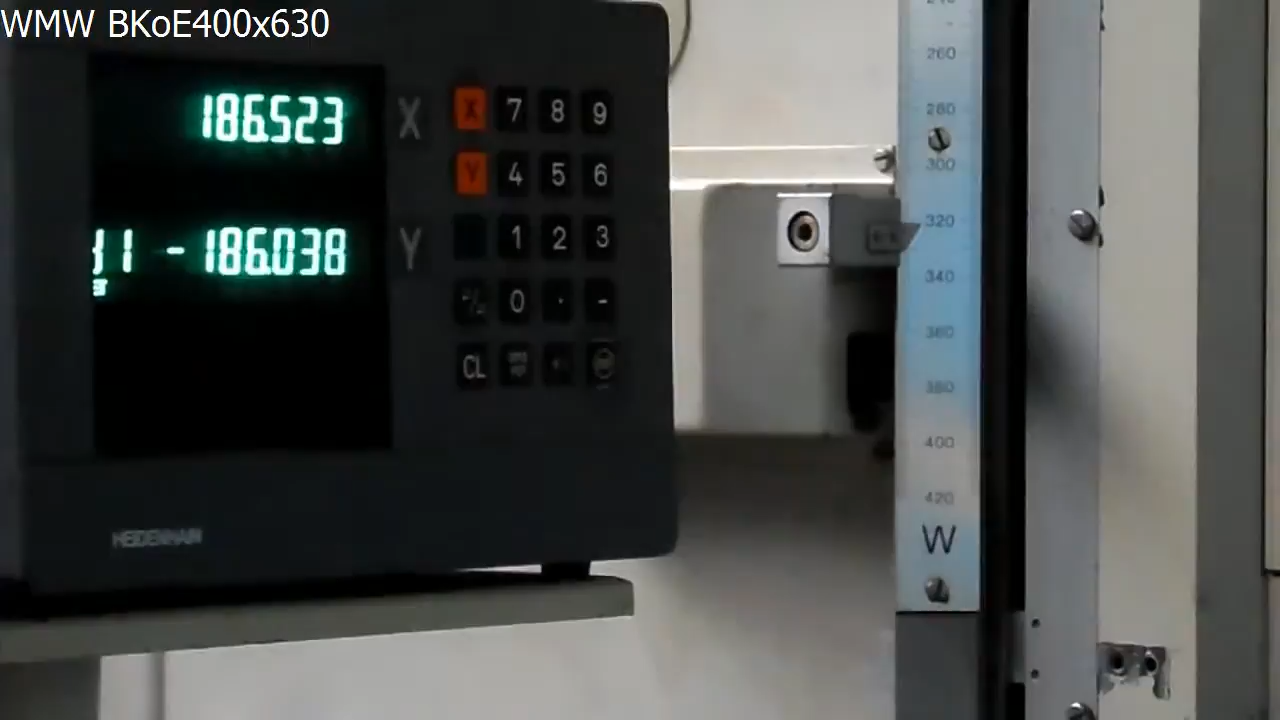 WMW BKoE400x630
186.523 X
-186.038 Y
X 7 8 9
Y 4 5 6
1 2 3
0 . -
CL
HEIDENHAIN
260
280
300
320
340
360
380
400
420
W